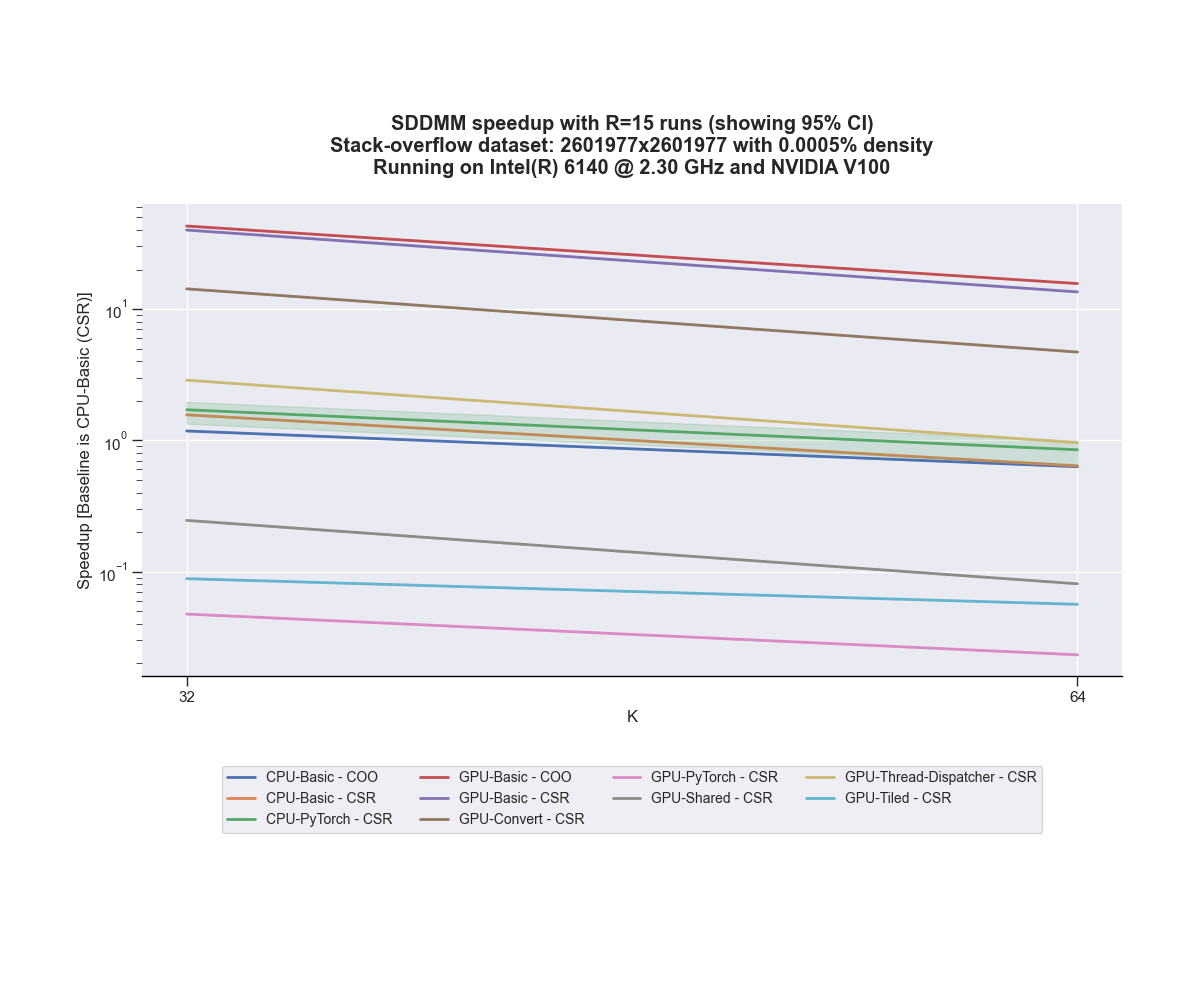 SDDMM speedup with R=15 runs (showing 95% CI)
Stack-overflow dataset: 2601977x2601977 with 0.0005% density
Running on Intel(R) 6140 @ 2.30 GHz and NVIDIA V100
Speedup [Baseline is CPU-Basic (CSR)]
10^1
10^0
10^-1
32 64
K
CPU-Basic - COO
CPU-Basic - CSR
CPU-PyTorch - CSR
GPU-Basic - COO
GPU-Basic - CSR
GPU-Convert - CSR
GPU-PyTorch - CSR
GPU-Shared - CSR
GPU-Thread-Dispatcher - CSR
GPU-Tiled - CSR